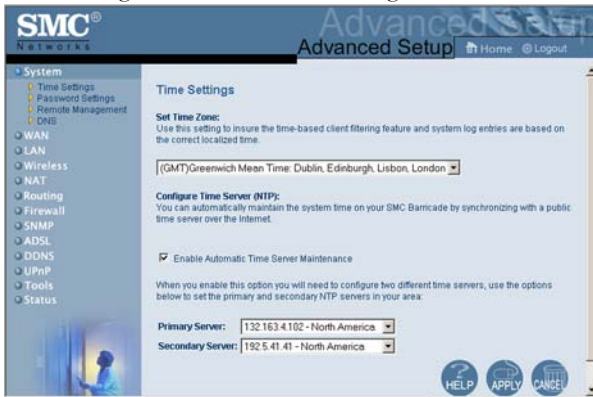 SMC®
Networks
Advanced Setup
Advanced Setup
Home
Logout
System
Time Settings
Password Settings
Remote Management
DNS
WAN
LAN
Wireless
NAT
Routing
Firewall
SNMP
ADSL
DDNS
UPnP
Tools
Status
Time Settings
Set Time Zone:
Use this setting to insure the time-based client filtering feature and system log entries are based on
the correct localized time.
(GMT)Greenwich Mean Time: Dublin, Edinburgh, Lisbon, London
Configure Time Server (NTP):
You can automatically maintain the system time on your SMC Barricade by synchronizing with a public
time server over the Internet.
Enable Automatic Time Server Maintenance
When you enable this option you will need to configure two different time servers, use the options
below to set the primary and secondary NTP servers in your area:
Primary Server: 132.163.4.102 - North America
Secondary Server: 192.5.41.41 - North America
HELP APPLY CANCEL